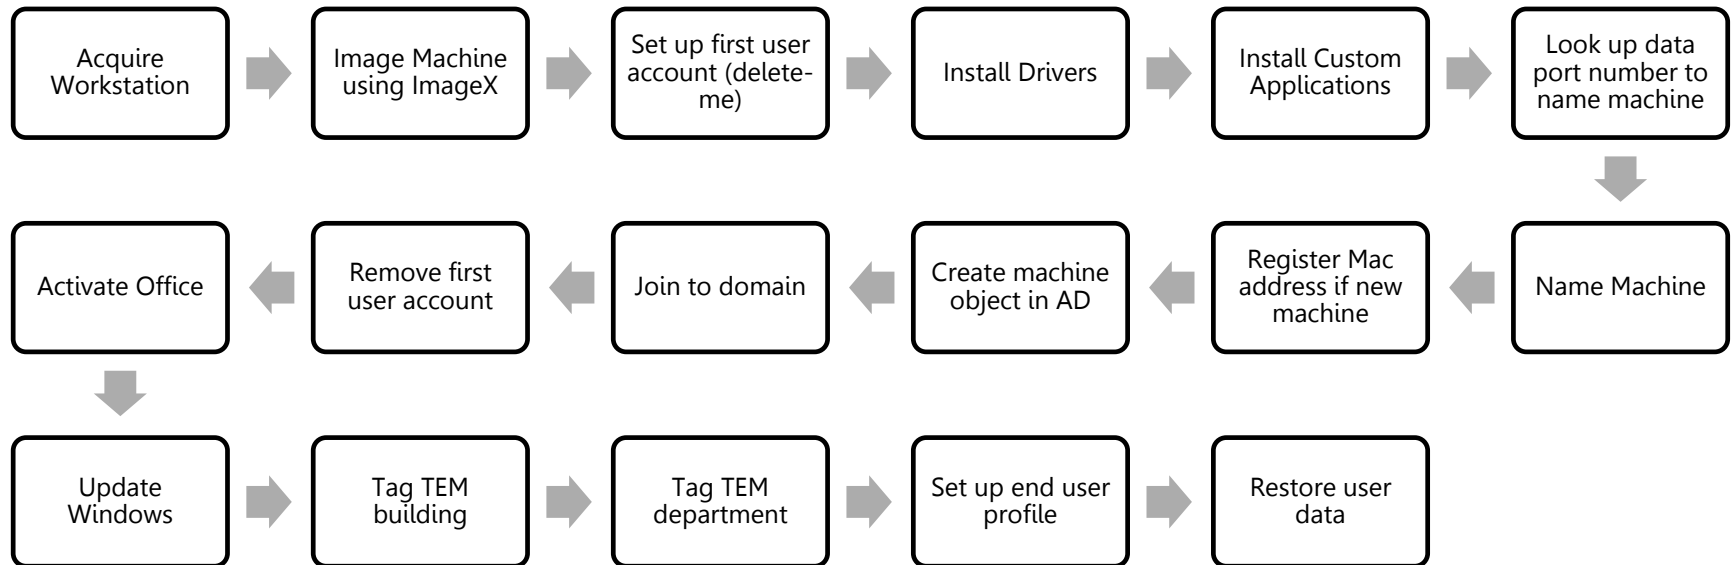 Acquire
Workstation
Image Machine
using ImageX
Set up first user
account (delete-
me)
Install Drivers
Install Custom
Applications
Look up data
port number to
name machine
Name Machine
Register Mac
address if new
machine
Create machine
object in AD
Join to domain
Remove first
user account
Activate Office
Update
Windows
Tag TEM
building
Tag TEM
department
Set up end user
profile
Restore user
data